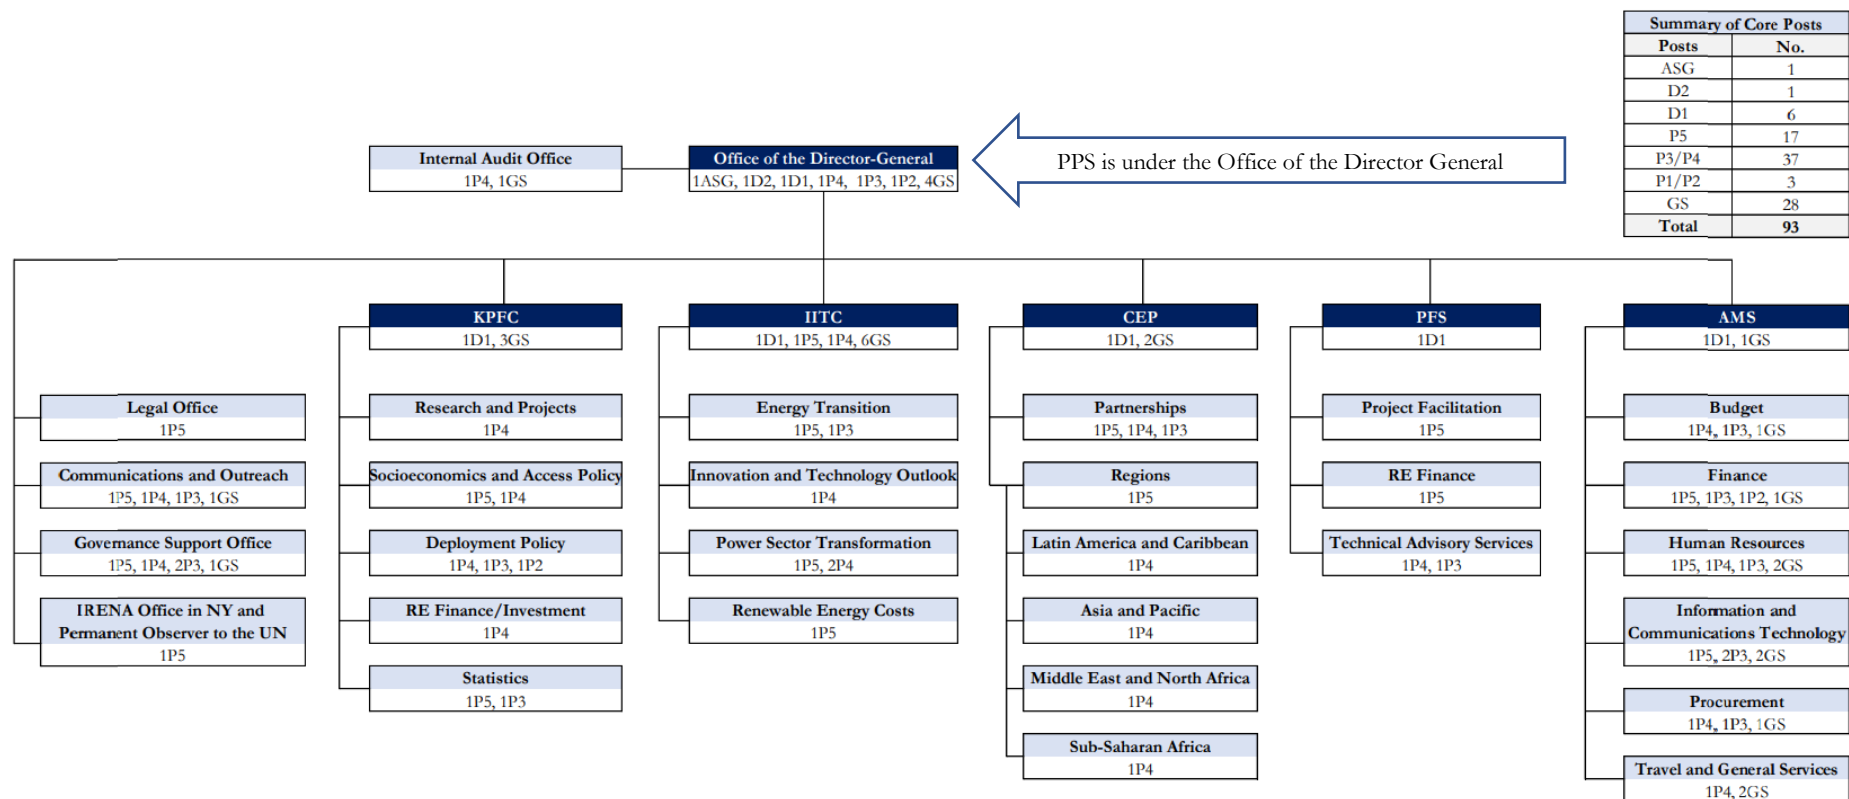 Summary of Core Posts
Posts No.
ASG 1
D2 1
D1 6
P5 17
P3/P4 37
P1/P2 3
GS 28
Total 93
Internal Audit Office
1P4, 1GS
Office of the Director-General
1ASG, 1D2, 1D1, 1P4, 1P3, 1P2, 4GS
PPS is under the Office of the Director General
Legal Office
1P5
Communications and Outreach
1P5, 1P4, 1P3, 1GS
Governance Support Office
1P5, 1P4, 2P3, 1GS
IRENA Office in NY and
Permanent Observer to the UN
1P5
KPFC
1D1, 3GS
Research and Projects
1P4
Socioeconomics and Access Policy
1P5, 1P4
Deployment Policy
1P4, 1P3, 1P2
RE Finance/Investment
1P4
Statistics
1P5, 1P3
IITC
1D1, 1P5, 1P4, 6GS
Energy Transition
1P5, 1P3
Innovation and Technology Outlook
1P4
Power Sector Transformation
1P5, 2P4
Renewable Energy Costs
1P5
CEP
1D1, 2GS
Partnerships
1P5, 1P4, 1P3
Regions
1P5
Latin America and Caribbean
1P4
Asia and Pacific
1P4
Middle East and North Africa
1P4
Sub-Saharan Africa
1P4
PFS
1D1
Project Facilitation
1P5
RE Finance
1P5
Technical Advisory Services
1P4, 1P3
AMS
1D1, 1GS
Budget
1P4, 1P3, 1GS
Finance
1P5, 1P3, 1P2, 1GS
Human Resources
1P5, 1P4, 1P3, 2GS
Information and
Communications Technology
1P5, 2P3, 2GS
Procurement
1P4, 1P3, 1GS
Travel and General Services
1P4, 2GS